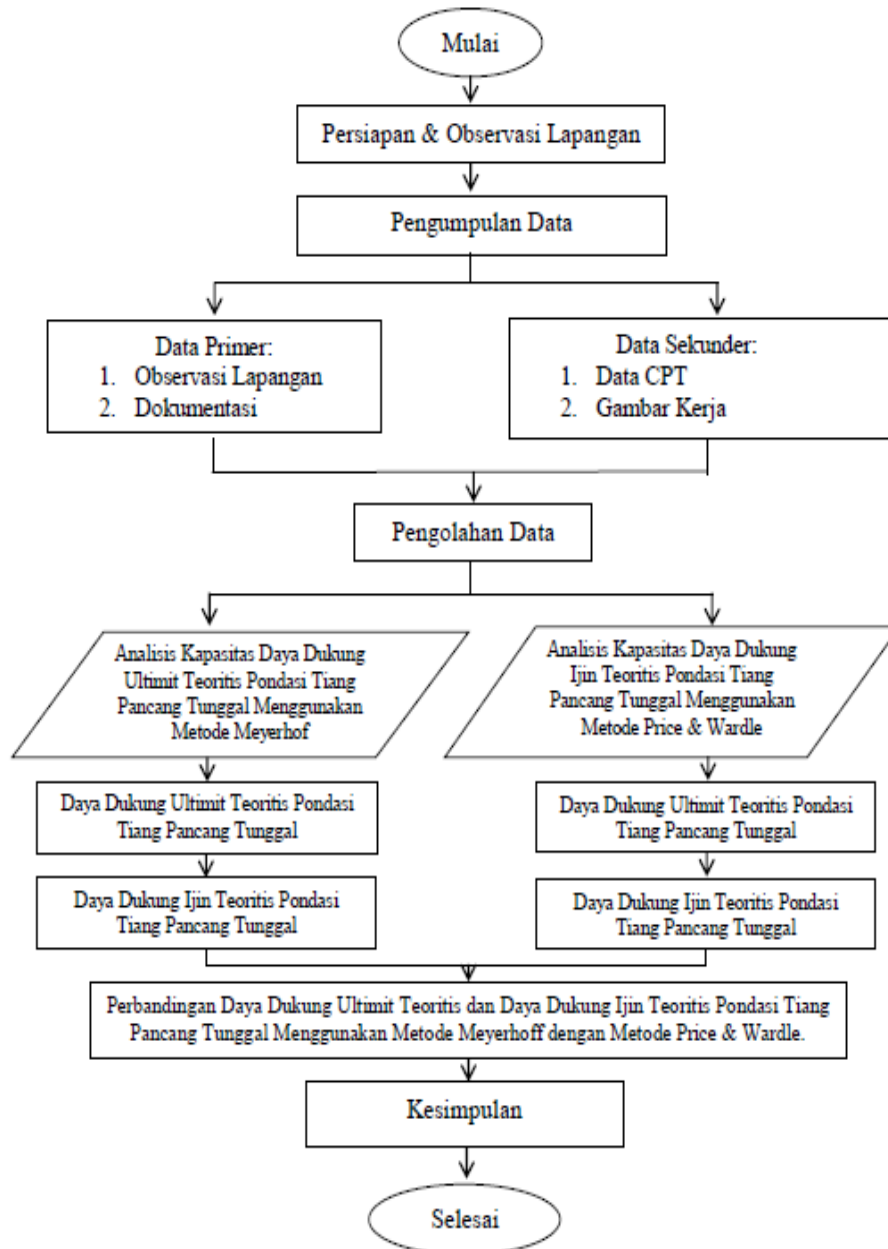 Mulai
Persiapan & Observasi Lapangan
Pengumpulan Data
Data Primer:
1. Observasi Lapangan
2. Dokumentasi
Data Sekunder:
1. Data CPT
2. Gambar Kerja
Pengolahan Data
Analisis Kapasitas Daya Dukung
Ultimit Teoritis Pondasi Tiang
Pancang Tunggal Menggunakan
Metode Meyerhof
Analisis Kapasitas Daya Dukung
Ijin Teoritis Pondasi Tiang
Pancang Tunggal Menggunakan
Metode Price & Wardle
Daya Dukung Ultimit Teoritis Pondasi
Tiang Pancang Tunggal
Daya Dukung Ultimit Teoritis Pondasi
Tiang Pancang Tunggal
Daya Dukung Ijin Teoritis Pondasi
Tiang Pancang Tunggal
Daya Dukung Ijin Teoritis Pondasi
Tiang Pancang Tunggal
Perbandingan Daya Dukung Ultimit Teoritis dan Daya Dukung Ijin Teoritis Pondasi Tiang
Pancang Tunggal Menggunakan Metode Meyerhoff dengan Metode Price & Wardle.
Kesimpulan
Selesai